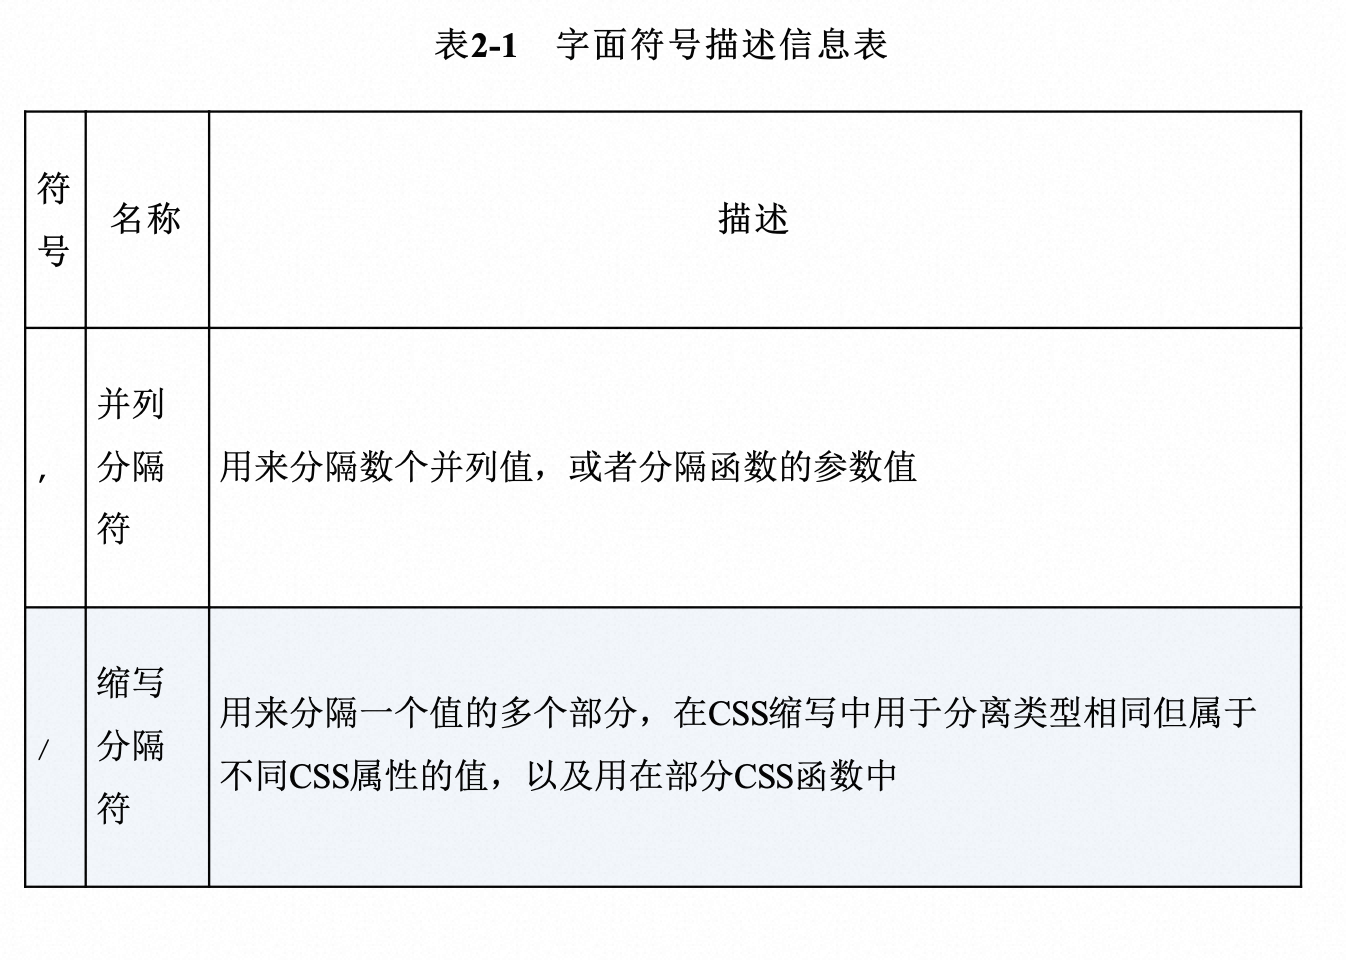 表2-1 字面符号描述信息表
符
号
名称
描述
,
并列
分隔
符
用来分隔数个并列值，或者分隔函数的参数值
/
缩写
分隔
符
用来分隔一个值的多个部分，在CSS缩写中用于分离类型相同但属于
不同CSS属性的值，以及用在部分CSS函数中